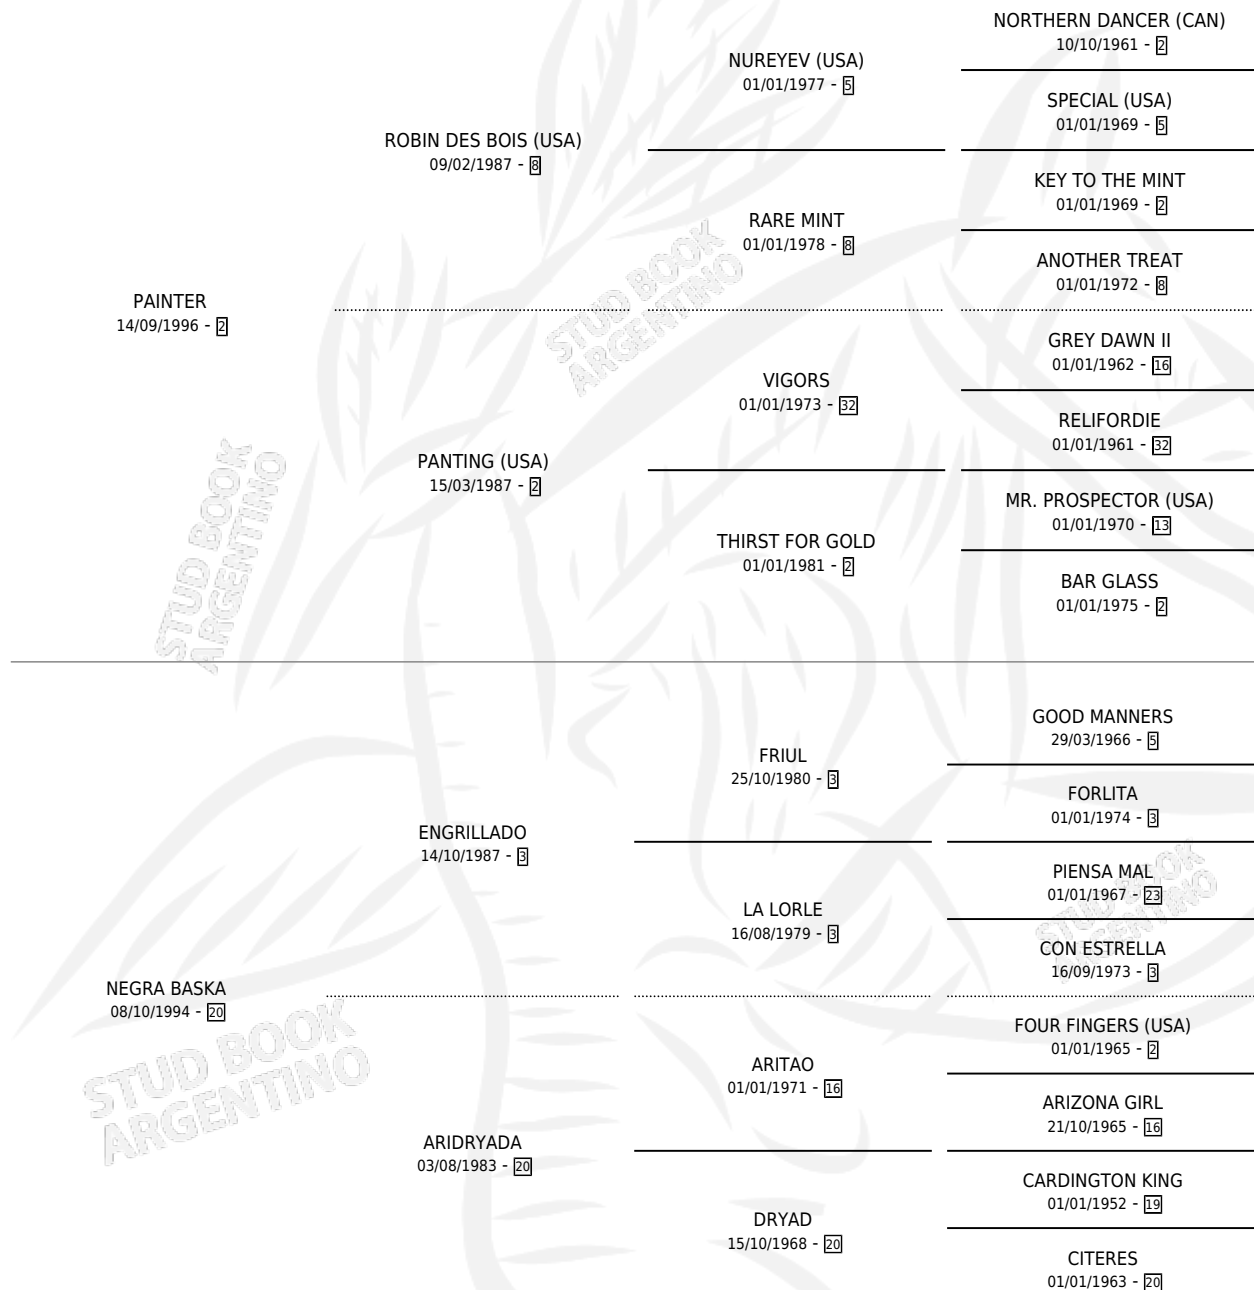 NORTHERN DANCER (CAN)
10/10/1961 - 2
NUREYEV (USA)
01/01/1977 - 5
SPECIAL (USA)
01/01/1969 - 5
ROBIN DES BOIS (USA)
09/02/1987 - 8
KEY TO THE MINT
01/01/1969 - 2
RARE MINT
01/01/1978 - 8
ANOTHER TREAT
01/01/1972 - 8
PAINTER
14/09/1996 - 2
STUD BOOK
ARGENTINO
GREY DAWN II
01/01/1962 - 16
VIGORS
01/01/1973 - 32
RELIFORDIE
01/01/1961 - 32
PANTING (USA)
15/03/1987 - 2
MR. PROSPECTOR (USA)
01/01/1970 - 13
THIRST FOR GOLD
01/01/1981 - 2
BAR GLASS
01/01/1975 - 2
STUD BOOK
ARGENTINO
GOOD MANNERS
29/03/1966 - 5
FRIUL
25/10/1980 - 3
FORLITA
01/01/1974 - 3
ENGRILLADO
14/10/1987 - 3
PIENSA MAL
01/01/1967 - 23
LA LORLE
16/08/1979 - 3
CON ESTRELLA
16/09/1973 - 3
STUD BOOK
ARGENTINO
NEGRA BASKA
08/10/1994 - 20
FOUR FINGERS (USA)
01/01/1965 - 2
ARITAO
01/01/1971 - 16
ARIZONA GIRL
21/10/1965 - 16
STUD BOOK
ARGENTINO
ARIDRYADA
03/08/1983 - 20
CARDINGTON KING
01/01/1952 - 19
DRYAD
15/10/1968 - 20
CITERES
01/01/1963 - 20